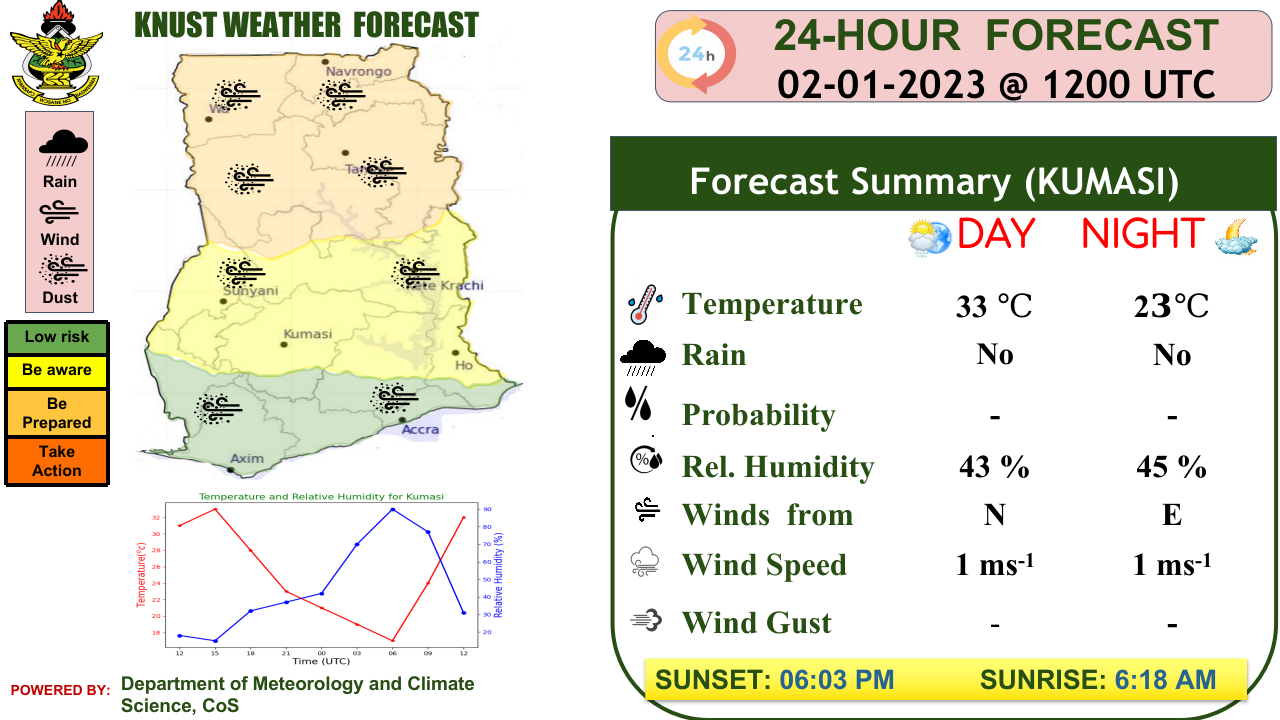 KNUST WEATHER FORECAST
Rain
Wind
Dust
Low risk
Be aware
Be
Prepared
Take
Action
Navrongo
Wa
Sunyani
Kete Krachi
Kumasi
Ho
Accra
Axim
Temperature and Relative Humidity for Kumasi
Temperature(°c)
32
30
28
26
24
22
20
18
Relative Humidity (%)
90
80
70
60
50
40
30
20
12 15 18 21 00 03 06 09 12
Time (UTC)
POWERED BY: Department of Meteorology and Climate
Science, CoS
24h
24-HOUR FORECAST
02-01-2023 @ 1200 UTC
Forecast Summary (KUMASI)
DAY NIGHT
Temperature 33 °C 23°C
Rain No No
Probability - -
% Rel. Humidity 43 % 45 %
Winds from N E
Wind Speed 1 ms-1 1 ms-1
Wind Gust - -
SUNSET: 06:03 PM SUNRISE: 6:18 AM